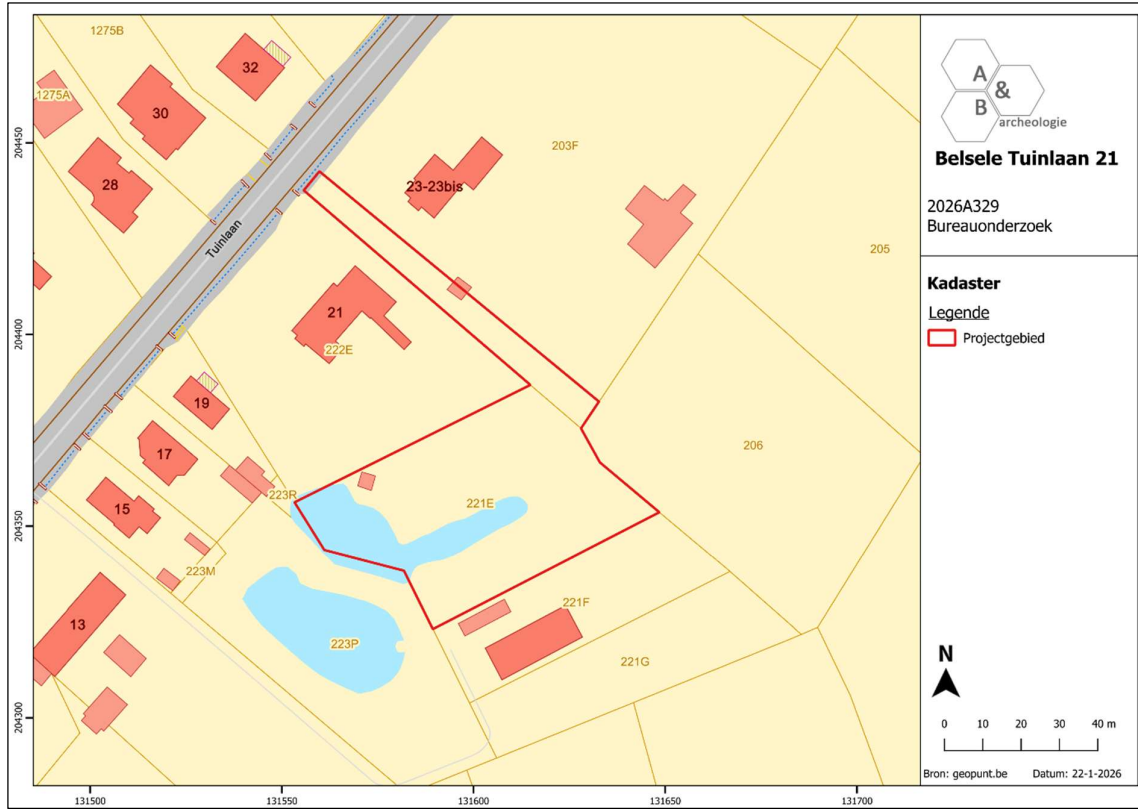 1275B
32
1275A
30
28
Tuinlaan
203F
23-23bis
205
21
222E
19
17
206
223R
221E
15
223M
221F
13
223P
221G
204450
204400
204350
204300
131500
131550
131600
131650
131700
A
&
B
archeologie
Belsele Tuinlaan 21
2026A329
Bureauonderzoek
Kadaster
Legende
Projectgebied
N
0 10 20 30 40 m
Bron: geopunt.be Datum: 22-1-2026